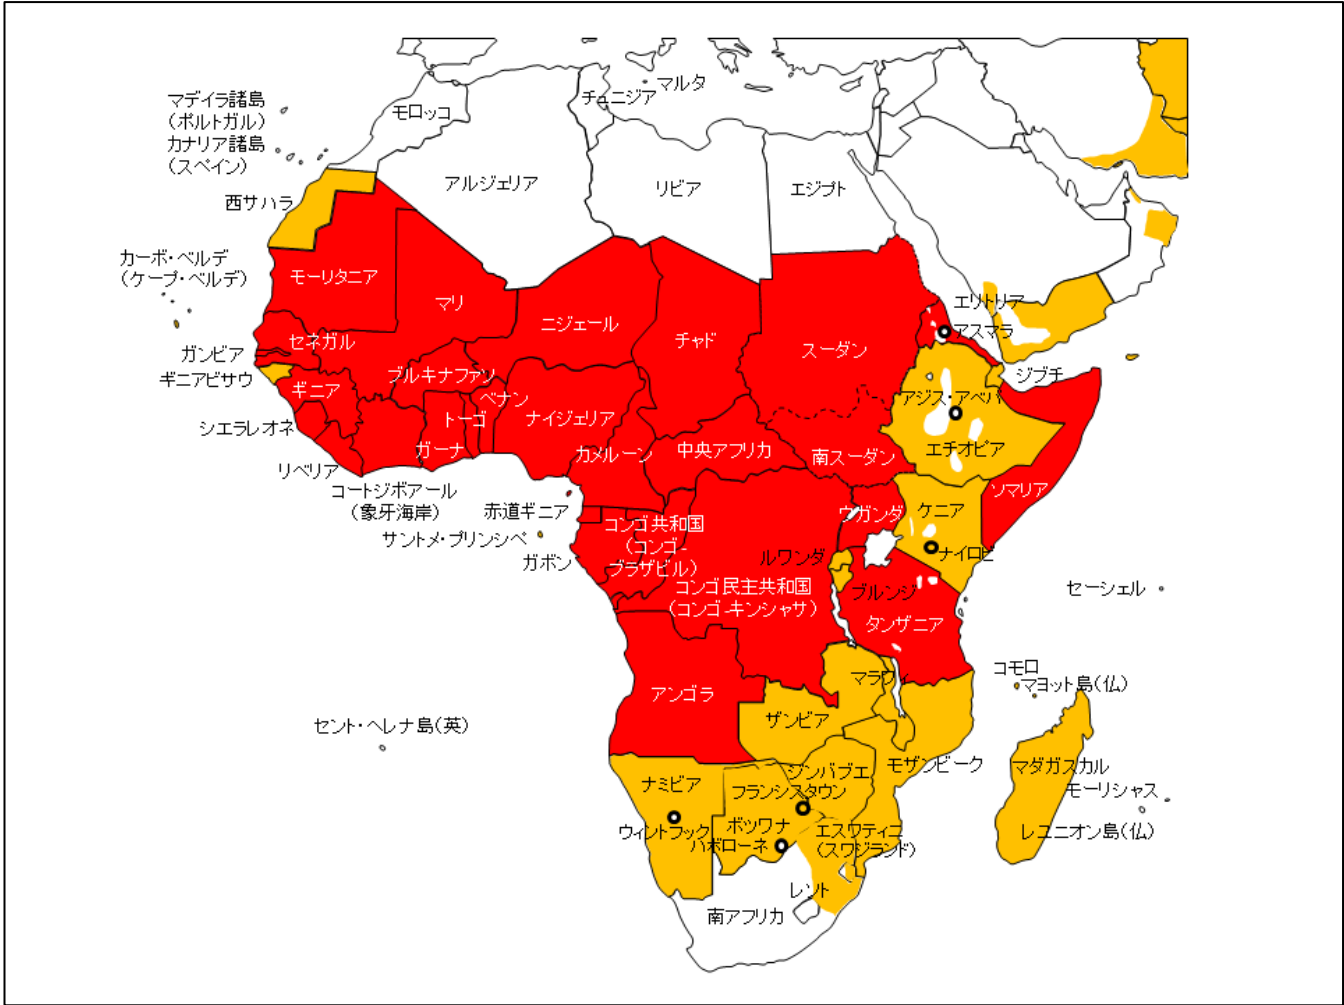 マルタ
チュニジア
モロッコ
マデイラ諸島
(ポルトガル)
カナリア諸島
(スペイン)
アルジェリア
リビア
エジプト
西サハラ
カーボ・ベルデ
(ケープ・ベルデ)
モーリタニア
マリ
ニジェール
チャド
スーダン
エリトリア
アスマラ
セネガル
ガンビア
ギニアビサウ
ギニア
ブルキナファソ
ベナン
トーゴ
ナイジェリア
ジブチ
アジス・アベバ
エチオピア
シエラレオネ
リベリア
ガーナ
カメルーン
中央アフリカ
南スーダン
ソマリア
コートジボアール
(象牙海岸)
赤道ギニア
サントメ・プリンシペ
ガボン
コンゴ共和国
(コンゴ-
ブラザビル)
ウガンダ
ケニア
ナイロビ
ルワンダ
コンゴ民主共和国
(コンゴ-キンシャサ)
ブルンジ
タンザニア
セーシェル
アンゴラ
マラウィ
コモロ
マヨット島(仏)
セント・ヘレナ島(英)
ザンビア
モザンビーク
マダガスカル
モーリシャス
レユニオン島(仏)
ナミビア
ジンバブエ
フランシスタウン
ウィントフック
ボツワナ
ハボローネ
エスワティニ
(スワジランド)
レソト
南アフリカ